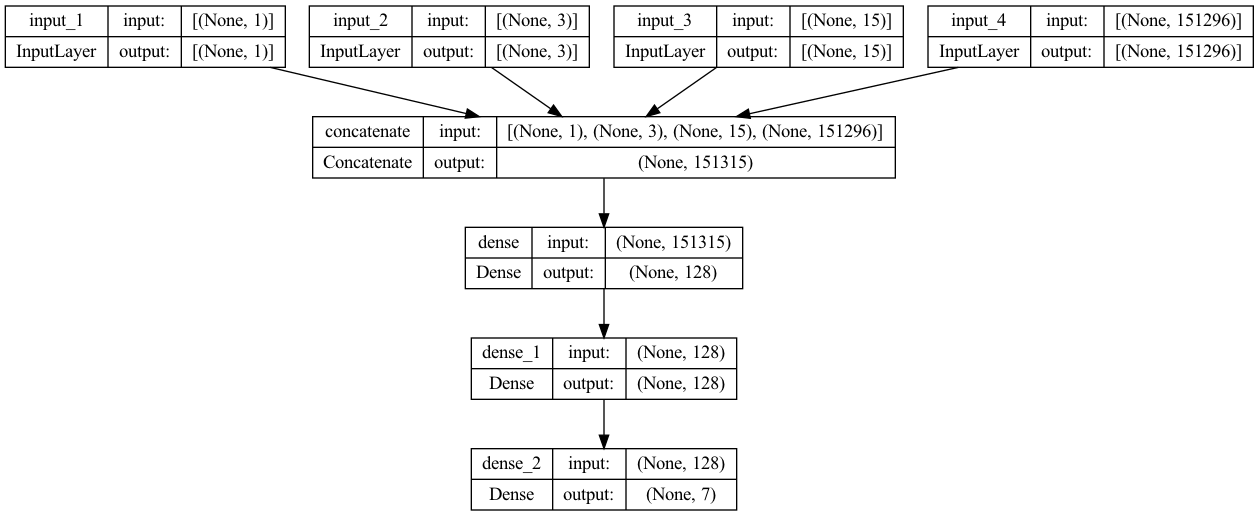 input_1 input: [(None, 1)]
InputLayer output: [(None, 1)]
input_2 input: [(None, 3)]
InputLayer output: [(None, 3)]
input_3 input: [(None, 15)]
InputLayer output: [(None, 15)]
input_4 input: [(None, 151296)]
InputLayer output: [(None, 151296)]
concatenate input: [(None, 1), (None, 3), (None, 15), (None, 151296)]
Concatenate output: (None, 151315)
dense input: (None, 151315)
Dense output: (None, 128)
dense_1 input: (None, 128)
Dense output: (None, 128)
dense_2 input: (None, 128)
Dense output: (None, 7)